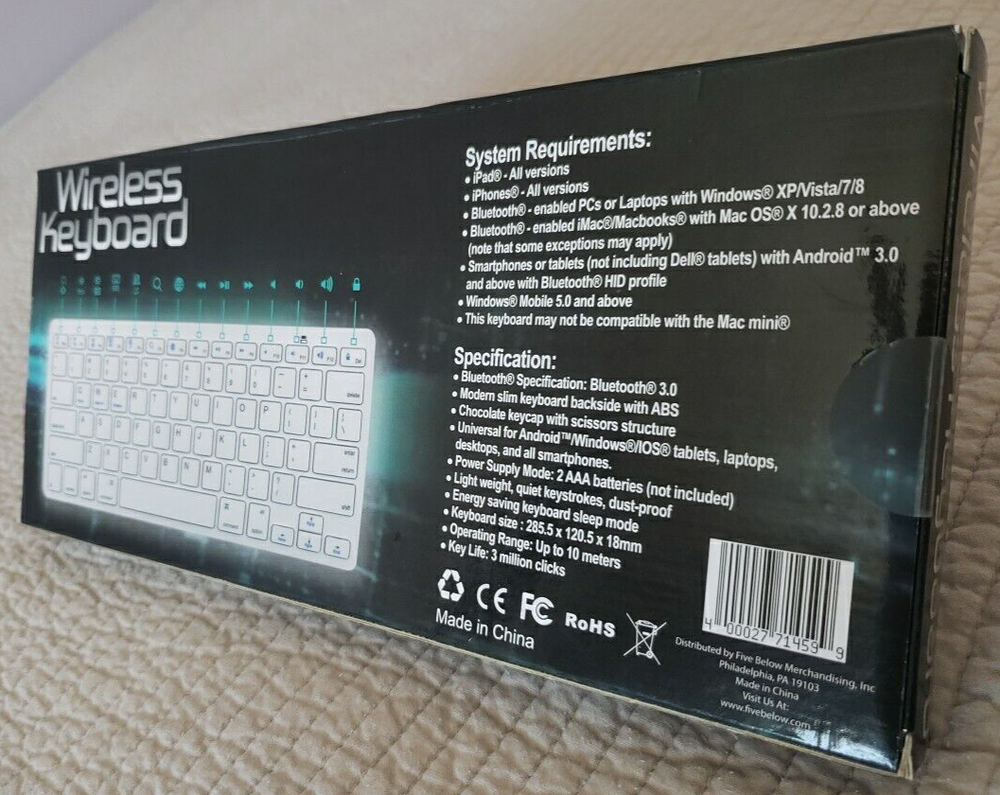 Wireless
Keyboard
System Requirements:
• iPad® - All versions
• iPhones® - All versions
• Bluetooth® - enabled PCs or Laptops with Windows® XP/Vista/7/8
• Bluetooth® - enabled iMac®/Macbooks® with Mac OS® X 10.2.8 or above
(note that some exceptions may apply)
• Smartphones or tablets (not including Dell® tablets) with Android™ 3.0
and above with Bluetooth® HID profile
• Windows® Mobile 5.0 and above
• This keyboard may not be compatible with the Mac mini®
Specification:
• Bluetooth® Specification: Bluetooth® 3.0
• Modern slim keyboard backside with ABS
• Chocolate keycap with scissors structure
• Universal for Android™/Windows®/IOS® tablets, laptops,
desktops, and all smartphones.
• Power Supply Mode: 2 AAA batteries (not included)
• Light weight, quiet keystrokes, dust-proof
• Energy saving keyboard sleep mode
• Keyboard size : 285.5 x 120.5 x 18mm
• Operating Range: Up to 10 meters
• Key Life: 3 million clicks
CE FC RoHS
Made in China
4 00027 71459 9
Distributed by Five Below Merchandising, Inc
Philadelphia, PA 19103
Made in China
Visit Us At:
www.fivebelow.com